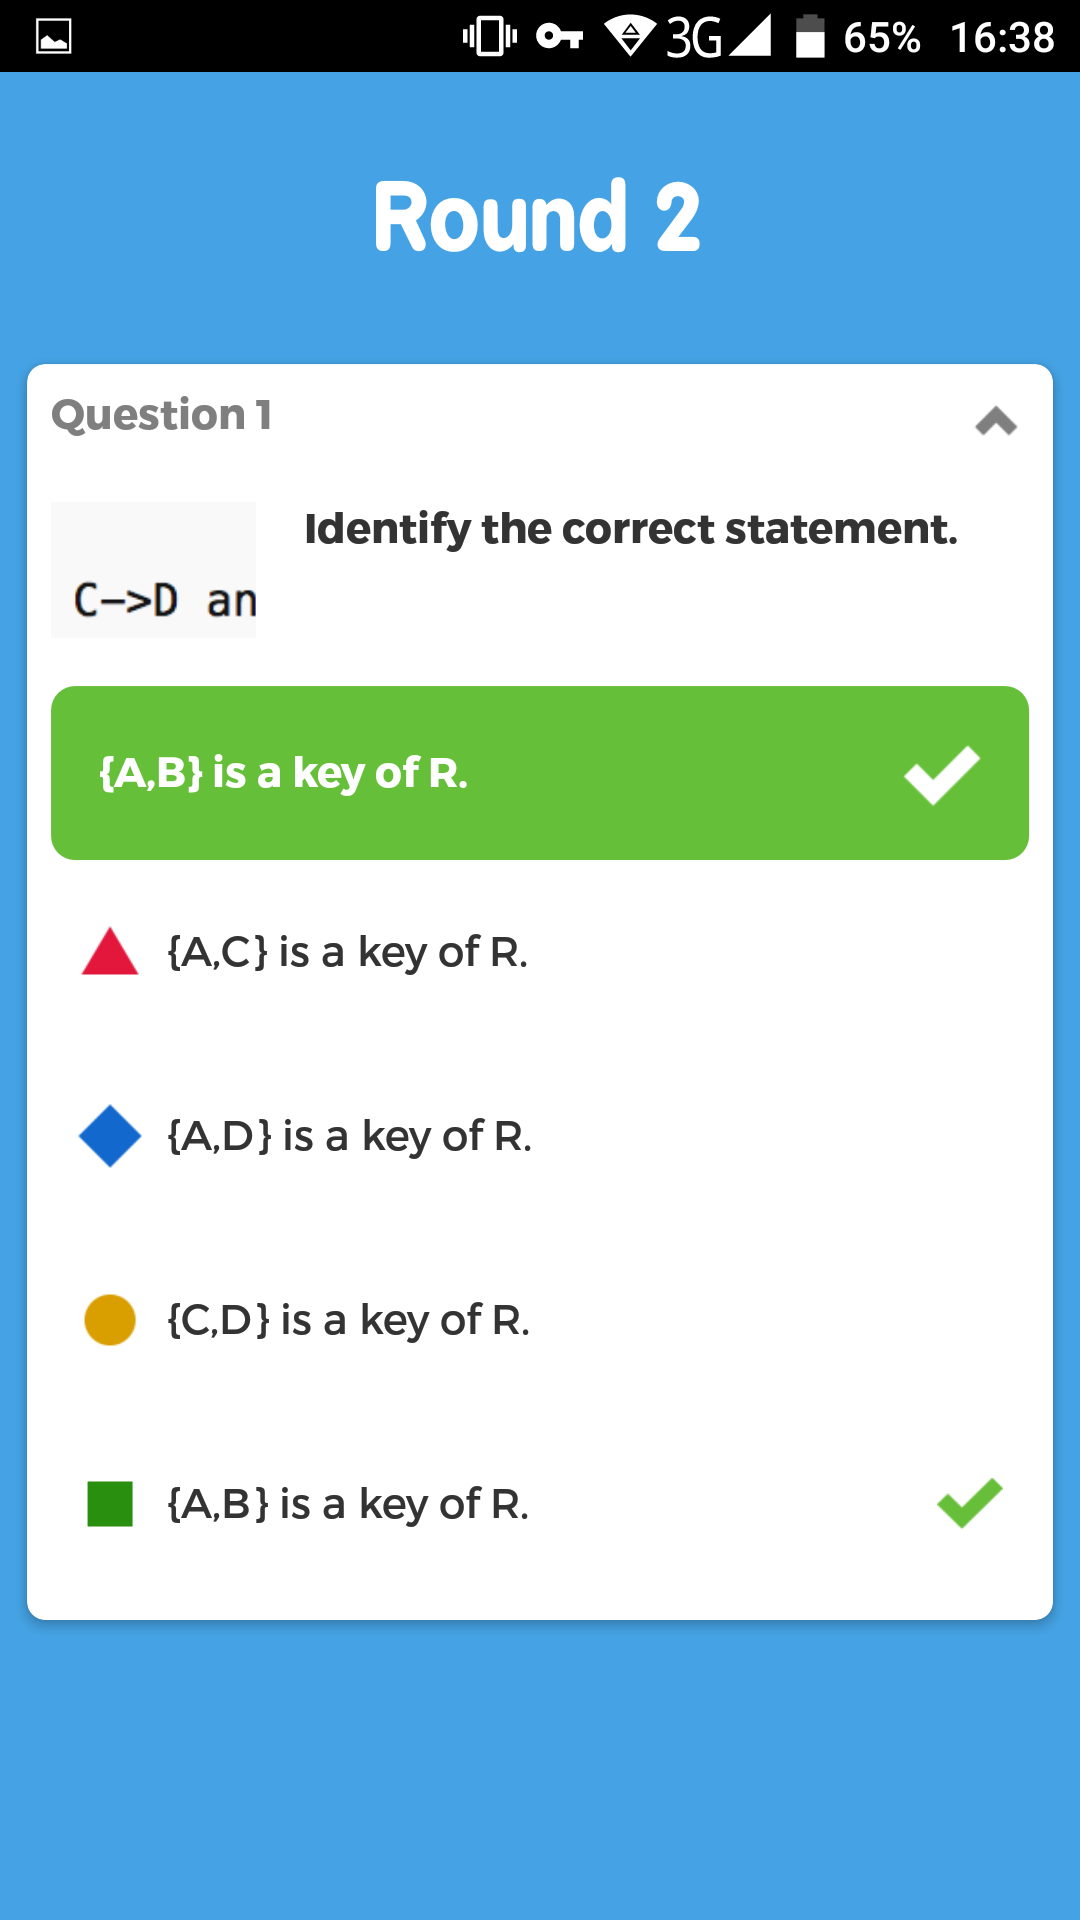 3G 65% 16:38
Round 2
Question 1
Identify the correct statement.
C->D an
{A,B} is a key of R.
{A,C} is a key of R.
{A,D} is a key of R.
{C,D} is a key of R.
{A,B} is a key of R.